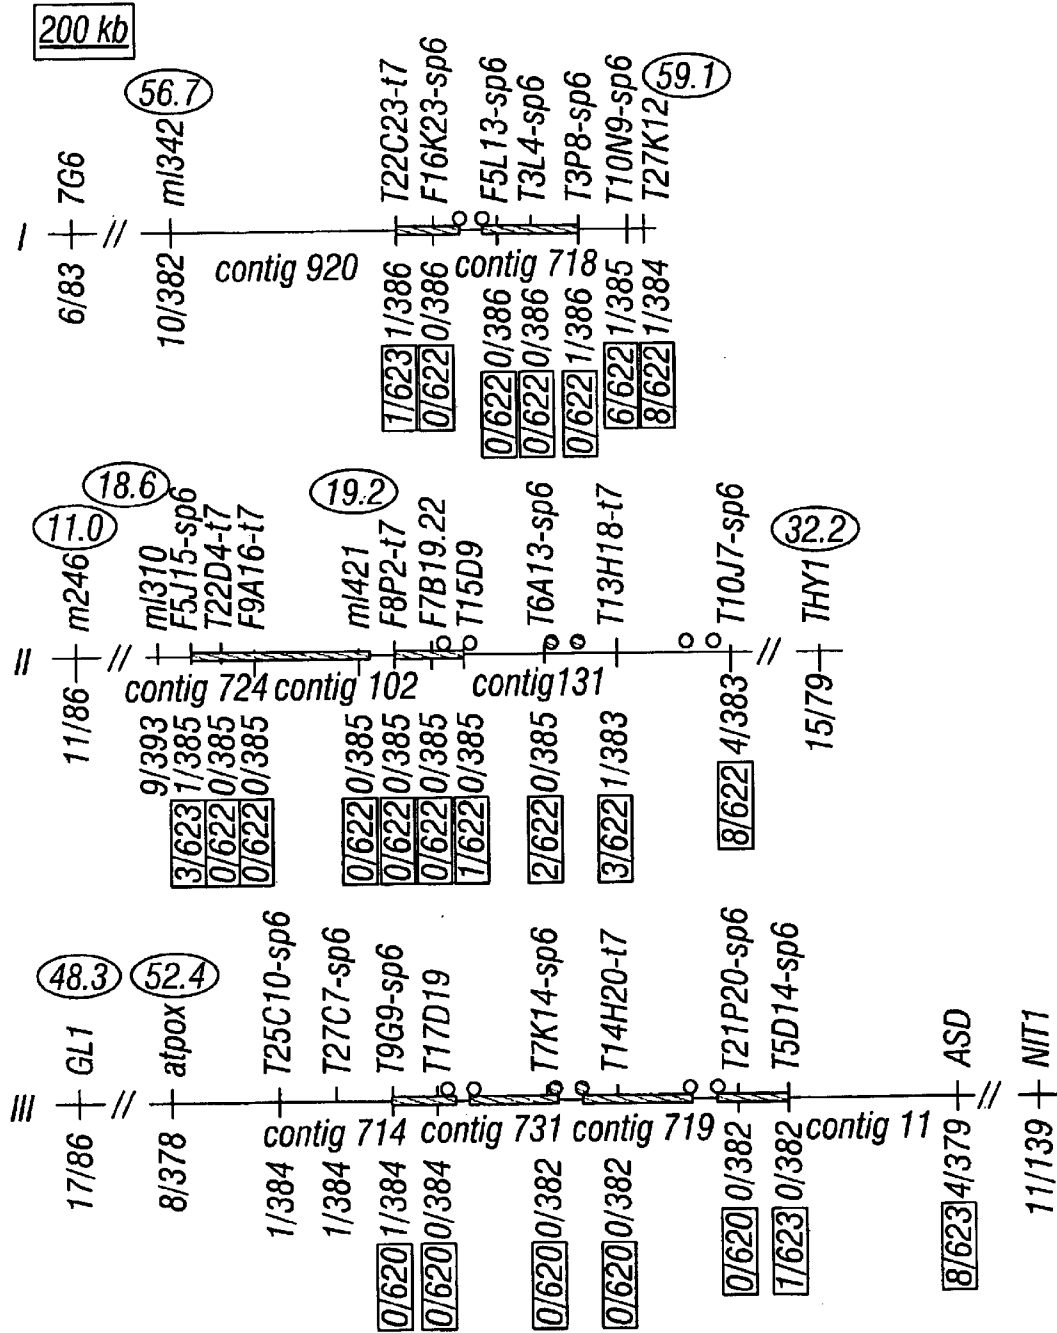 200 kb
56.7
59.1
7G6
ml342
T22C23-t7
F16K23-sp6
F5L13-sp6
T3L4-sp6
T3P8-sp6
T10N9-sp6
T27K12
I
//
contig 920
contig 718
6/83
10/382
1/623 1/386
0/622 0/386
0/622 0/386
0/622 0/386
0/622 1/386
6/622 1/385
8/622 1/384
11.0
18.6
19.2
32.2
m246
ml310
F5J15-sp6
T22D4-t7
F9A16-t7
ml421
F8P2-t7
F7B19.22
T15D9
T6A13-sp6
T13H18-t7
T10J7-sp6
THY1
II
//
//
contig 724
contig 102
contig131
11/86
9/393
3/623 1/385
0/622 0/385
0/622 0/385
0/622 0/385
0/622 0/385
0/622 0/385
1/622 0/385
2/622 0/385
3/622 1/383
8/622 4/383
15/79
48.3
52.4
GL1
atpox
T25C10-sp6
T27C7-sp6
T9G9-sp6
T17D19
T7K14-sp6
T14H20-t7
T21P20-sp6
T5D14-sp6
ASD
NIT1
III
//
//
contig 714
contig 731
contig 719
contig 11
17/86
8/378
1/384
1/384
0/620 1/384
0/620 0/384
0/620 0/382
0/620 0/382
0/620 0/382
1/623 0/382
8/623 4/379
11/139